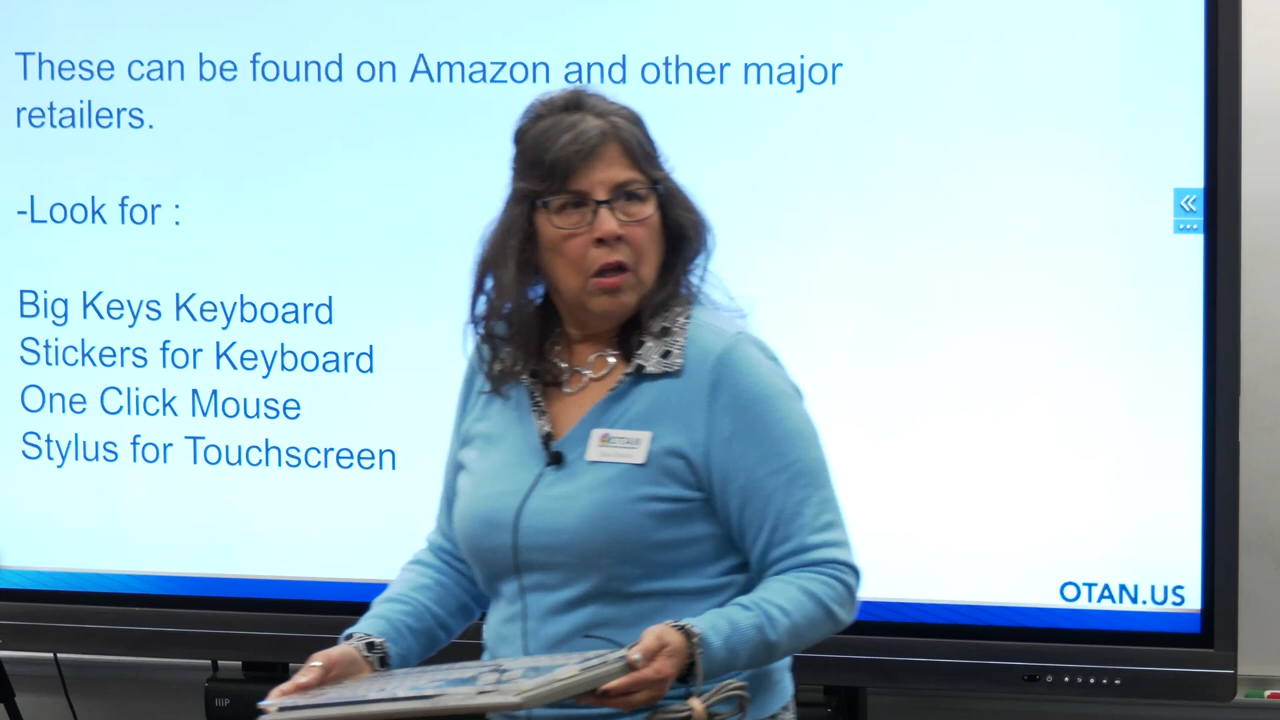 These can be found on Amazon and other major
retailers.
-Look for :
Big Keys Keyboard
Stickers for Keyboard
One Click Mouse
Stylus for Touchscreen
OTAN
OTAN.US